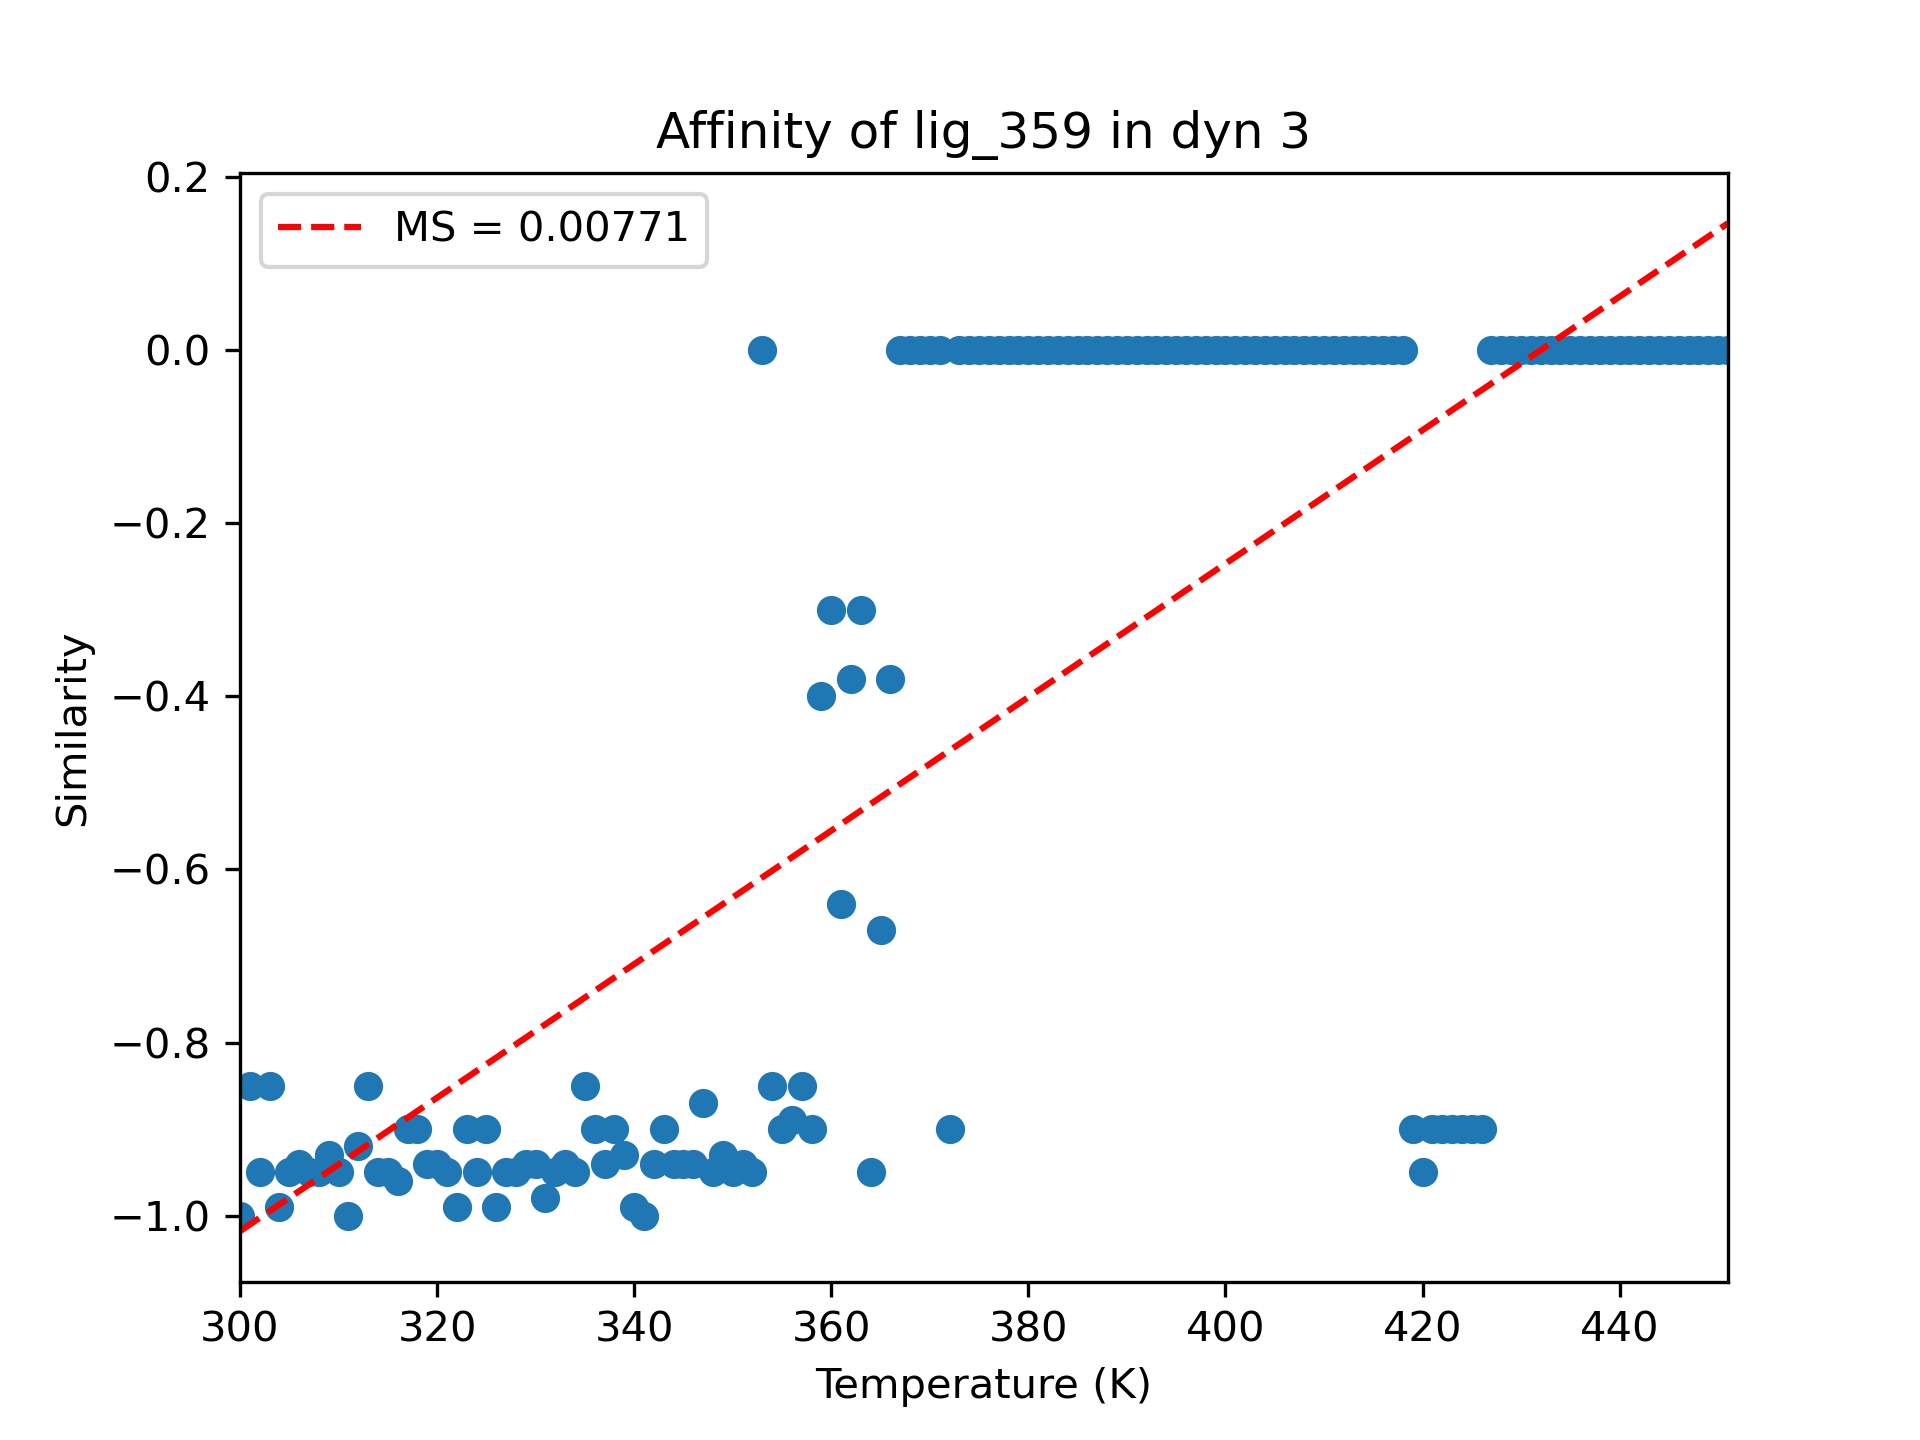 Affinity of lig_359 in dyn 3
MS = 0.00771
0.2
0.0
−0.2
−0.4
−0.6
−0.8
−1.0
Similarity
300 320 340 360 380 400 420 440
Temperature (K)